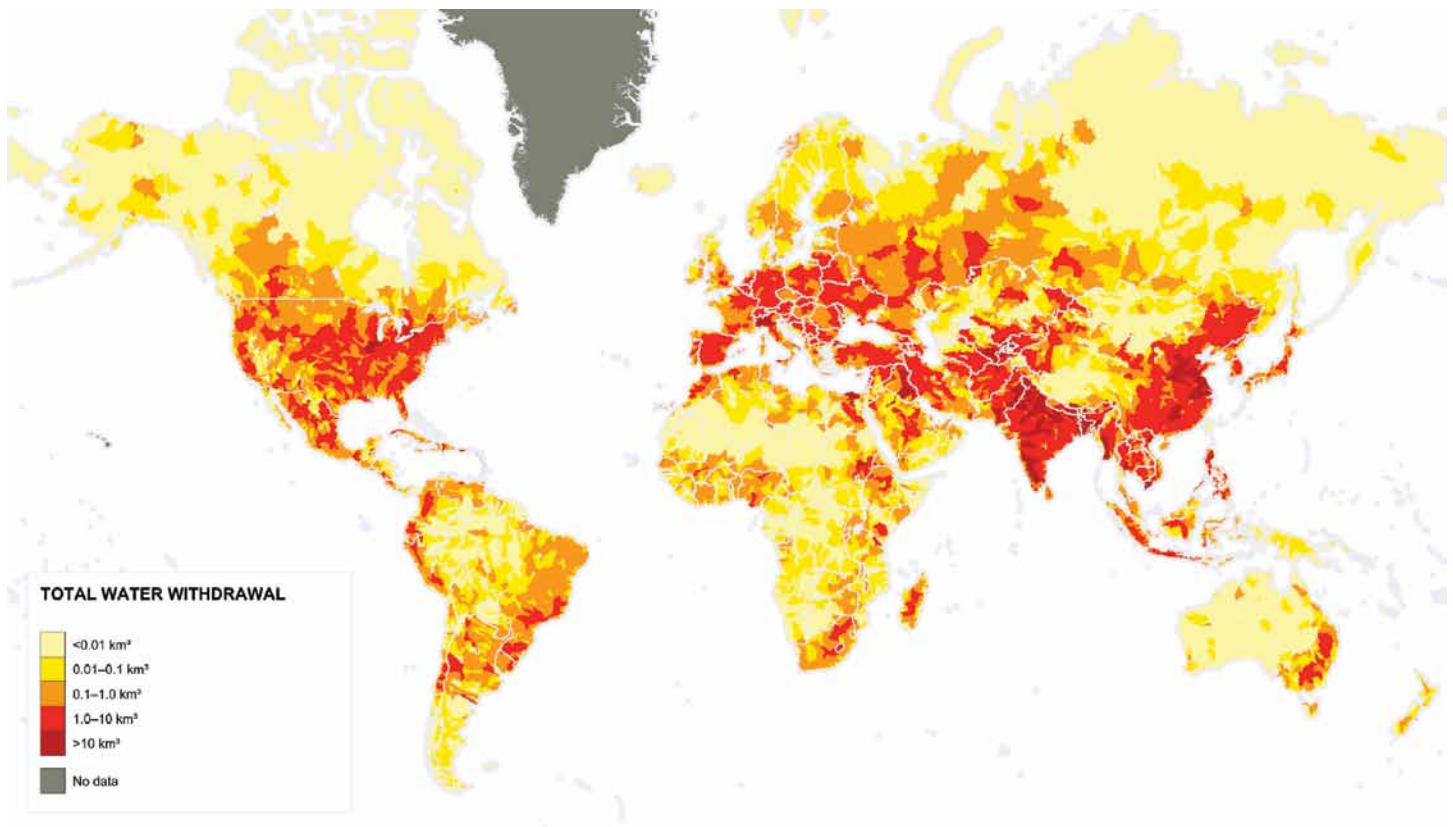 TOTAL WATER WITHDRAWAL
<0.01 km³
0.01–0.1 km³
0.1–1.0 km³
1.0–10 km³
>10 km³
No data